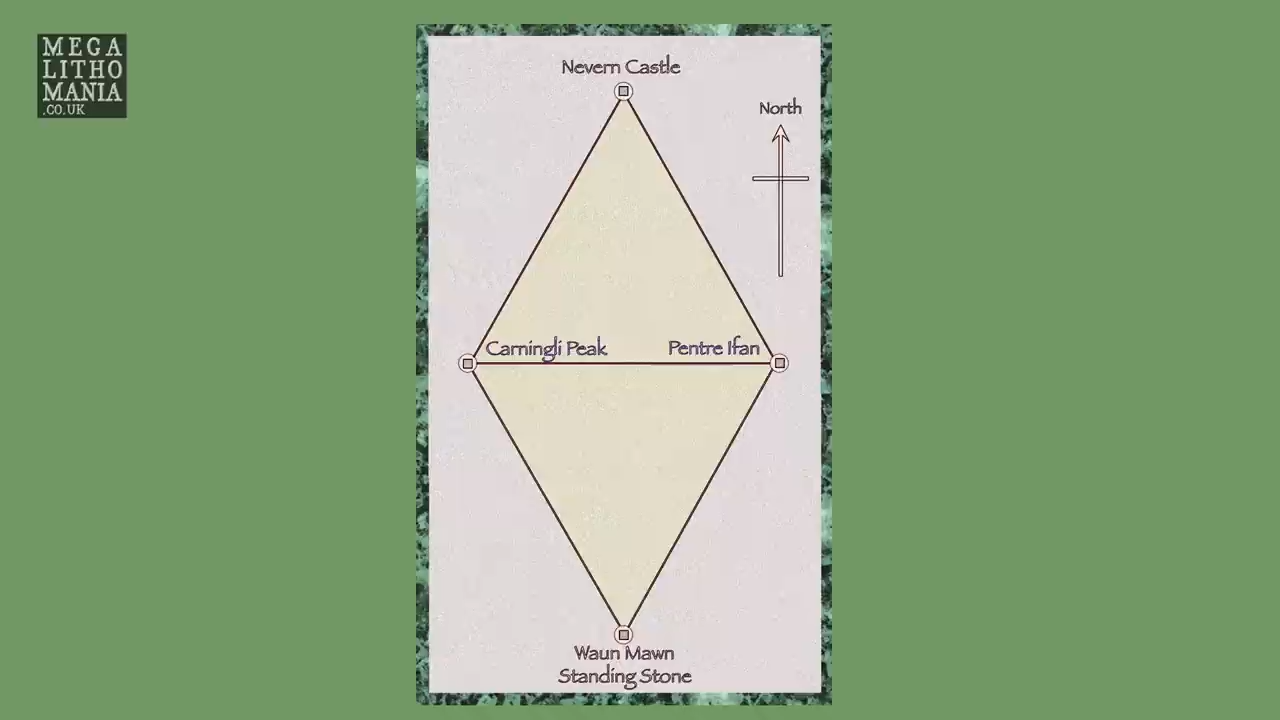 MEGA
LITHO
MANIA
.CO.UK
Nevern Castle
North
Carningli Peak
Pentre Ifan
Waun Mawn
Standing Stone